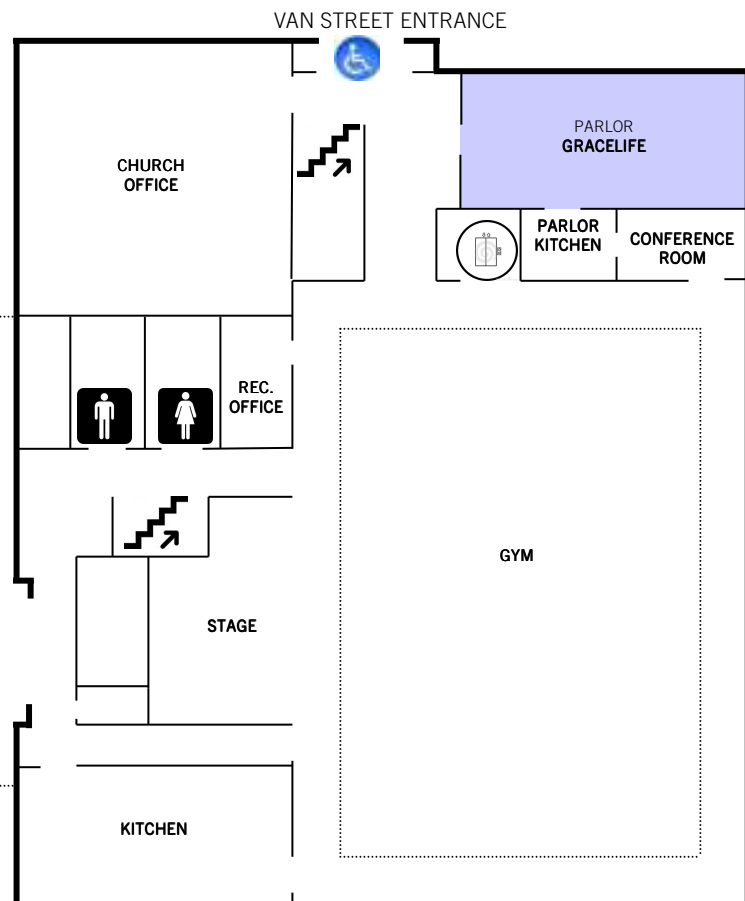 VAN STREET ENTRANCE
CHURCH
OFFICE
PARLOR
GRACELIFE
PARLOR
KITCHEN
CONFERENCE
ROOM
REC.
OFFICE
GYM
STAGE
KITCHEN